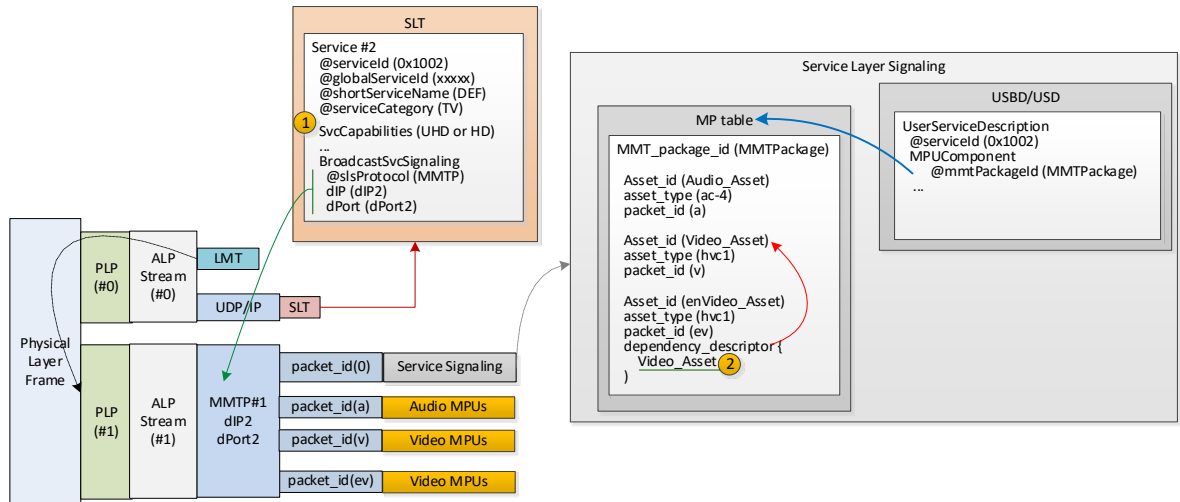 SLT
Service #2
@serviceId (0x1002)
@globalServiceId (xxxxx)
@shortServiceName (DEF)
@serviceCategory (TV)
1
SvcCapabilities (UHD or HD)
...
BroadcastSvcSignaling
@slsProtocol (MMTP)
dIP (dIP2)
dPort (dPort2)
Service Layer Signaling
MP table
MMT_package_id (MMTPackage)
Asset_id (Audio_Asset)
asset_type (ac-4)
packet_id (a)
Asset_id (Video_Asset)
asset_type (hvc1)
packet_id (v)
Asset_id (enVideo_Asset)
asset_type (hvc1)
packet_id (ev)
dependency_descriptor {
Video_Asset
2
)
USBD/USD
UserServiceDescription
@serviceId (0x1002)
MPUComponent
@mmtPackageId (MMTPackage)
...
Physical
Layer
Frame
PLP
(#0)
ALP
Stream
(#0)
LMT
UDP/IP
SLT
PLP
(#1)
ALP
Stream
(#1)
MMTP#1
dIP2
dPort2
packet_id(0)
Service Signaling
packet_id(a)
Audio MPUs
packet_id(v)
Video MPUs
packet_id(ev)
Video MPUs